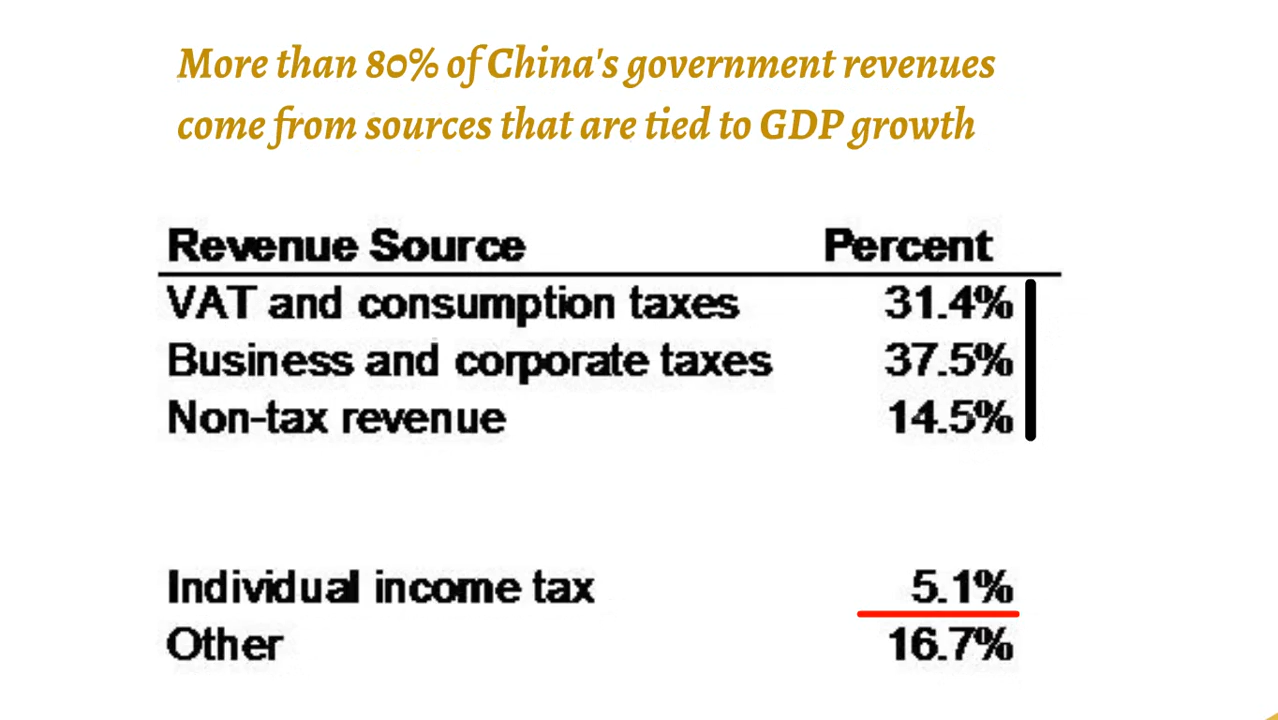 More than 80% of China's government revenues
come from sources that are tied to GDP growth
Revenue Source Percent
VAT and consumption taxes 31.4%
Business and corporate taxes 37.5%
Non-tax revenue 14.5%
Individual income tax 5.1%
Other 16.7%